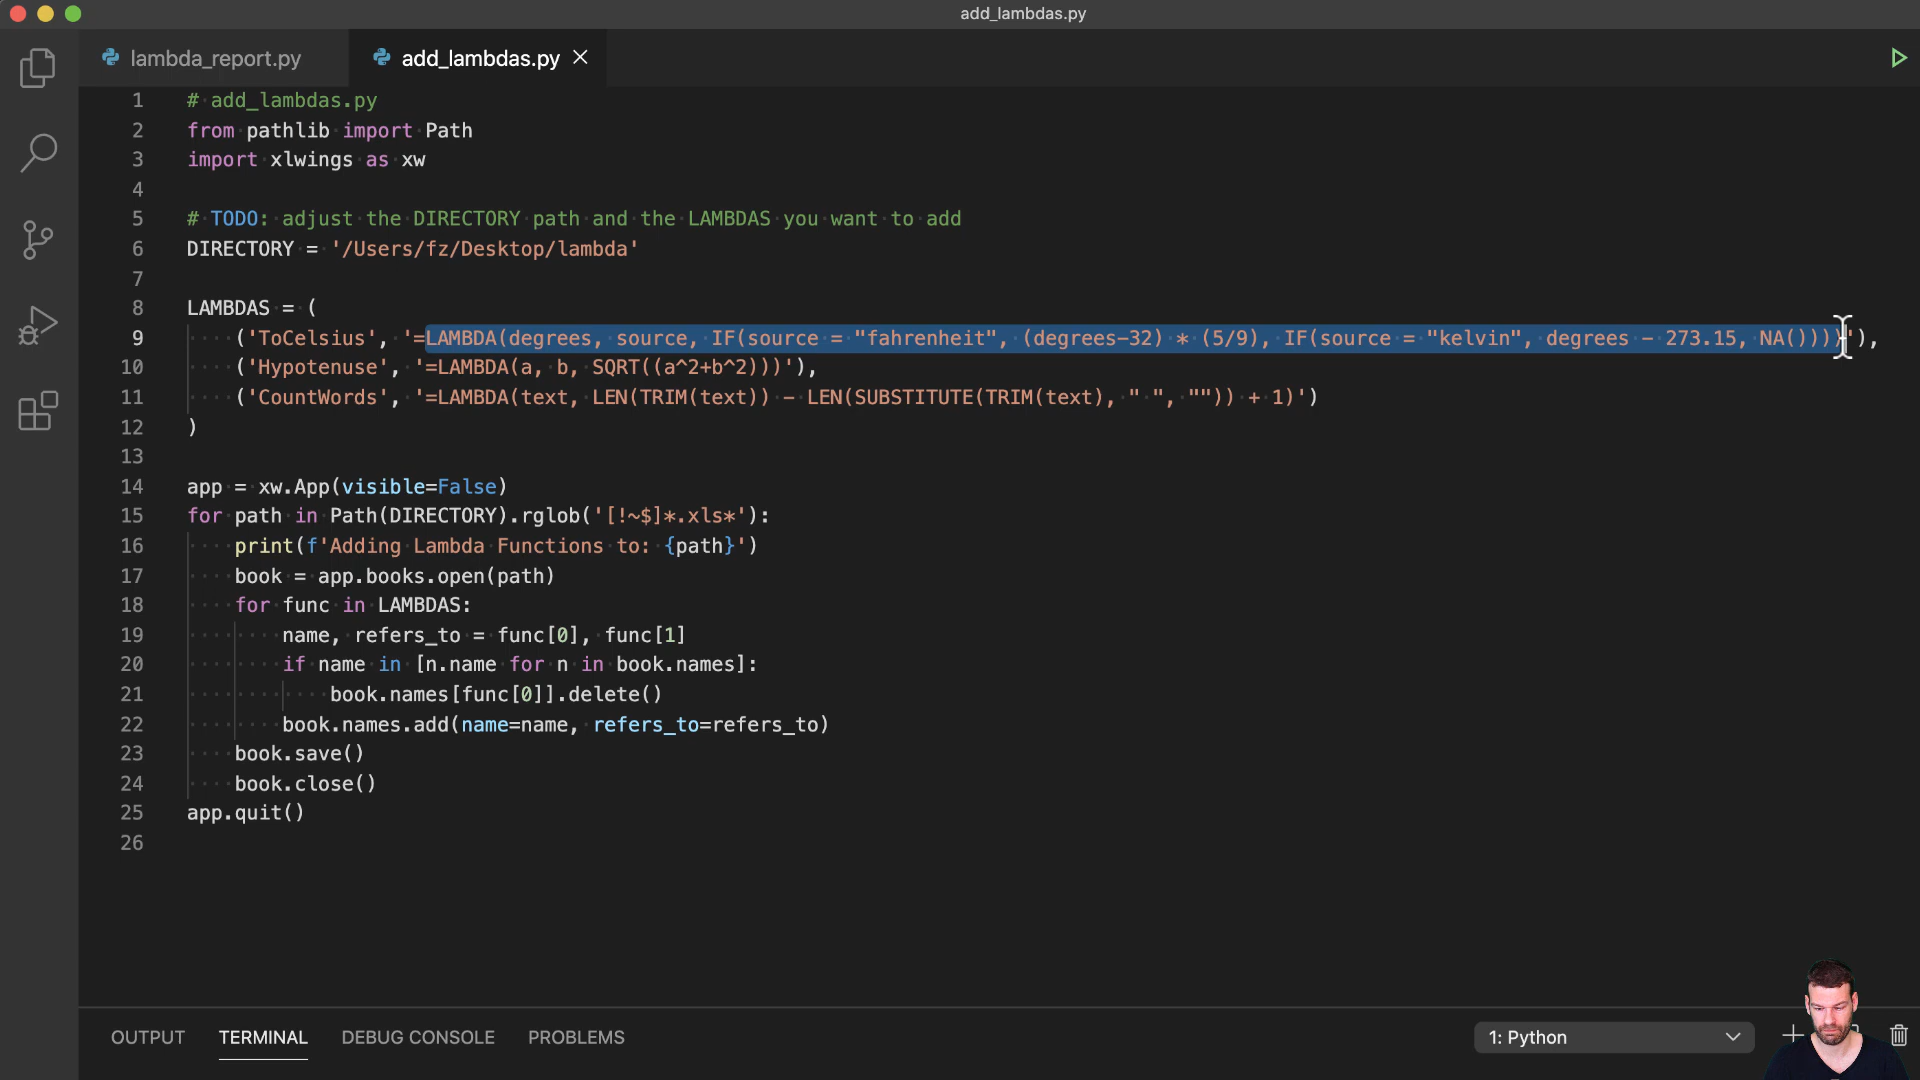 add_lambdas.py
lambda_report.py
add_lambdas.py
1 # add_lambdas.py
2 from pathlib import Path
3 import xlwings as xw
4
5 # TODO: adjust the DIRECTORY path and the LAMBDAS you want to add
6 DIRECTORY = '/Users/fz/Desktop/lambda'
7
8 LAMBDAS = (
9 ('ToCelsius', '=LAMBDA(degrees, source, IF(source = "fahrenheit", (degrees-32) * (5/9), IF(source = "kelvin", degrees - 273.15, NA())))'),
10 ('Hypotenuse', '=LAMBDA(a, b, SQRT((a^2+b^2)))'),
11 ('CountWords', '=LAMBDA(text, LEN(TRIM(text)) - LEN(SUBSTITUTE(TRIM(text), " ", "")) + 1)')
12 )
13
14 app = xw.App(visible=False)
15 for path in Path(DIRECTORY).rglob('[!~$]*.xls*'):
16 print(f'Adding Lambda Functions to: {path}')
17 book = app.books.open(path)
18 for func in LAMBDAS:
19 name, refers_to = func[0], func[1]
20 if name in [n.name for n in book.names]:
21 book.names[func[0]].delete()
22 book.names.add(name=name, refers_to=refers_to)
23 book.save()
24 book.close()
25 app.quit()
26
OUTPUT TERMINAL DEBUG CONSOLE PROBLEMS 1: Python